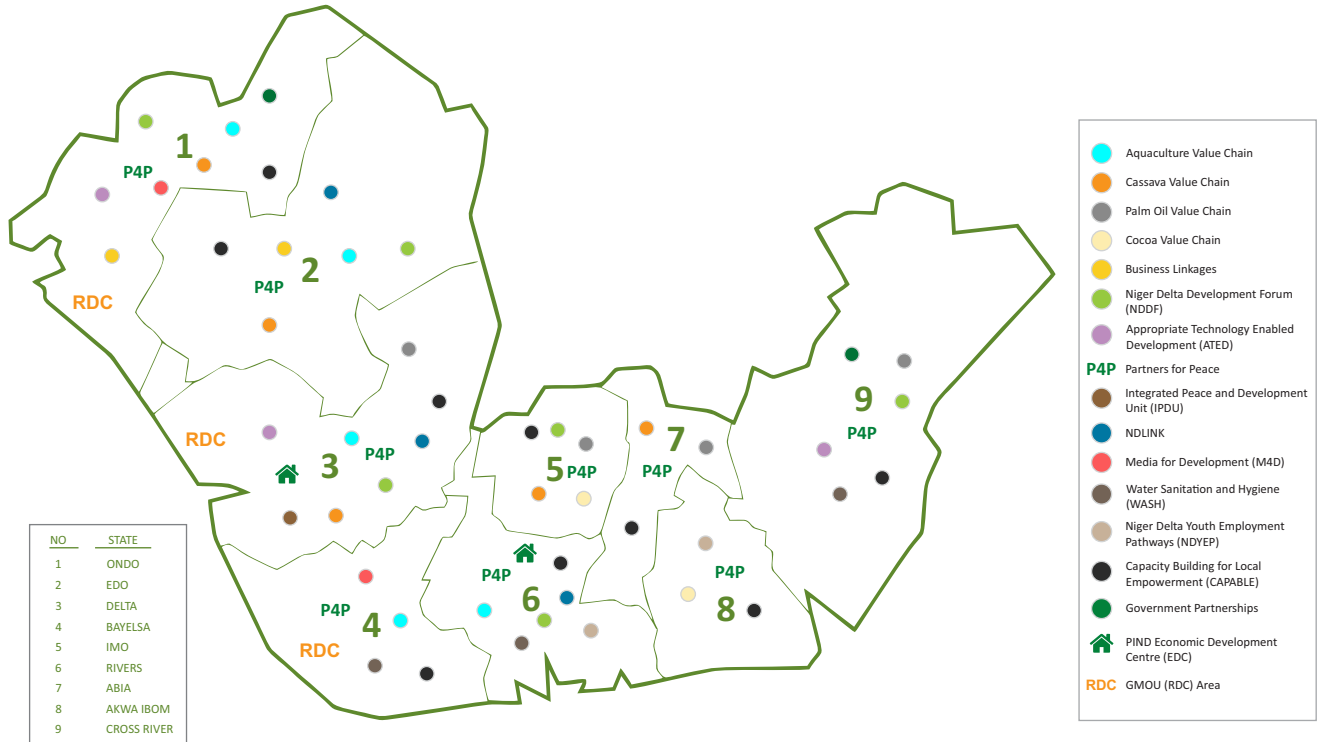 1
P4P
RDC
2
P4P
RDC
3
P4P
P4P
4
RDC
5
P4P
P4P
6
7
P4P
P4P
8
9
P4P
NO STATE
1 ONDO
2 EDO
3 DELTA
4 BAYELSA
5 IMO
6 RIVERS
7 ABIA
8 AKWA IBOM
9 CROSS RIVER
Aquaculture Value Chain
Cassava Value Chain
Palm Oil Value Chain
Cocoa Value Chain
Business Linkages
Niger Delta Development Forum
(NDDF)
Appropriate Technology Enabled
Development (ATED)
P4P Partners for Peace
Integrated Peace and Development
Unit (IPDU)
NDLINK
Media for Development (M4D)
Water Sanitation and Hygiene
(WASH)
Niger Delta Youth Employment
Pathways (NDYEP)
Capacity Building for Local
Empowerment (CAPABLE)
Government Partnerships
PIND Economic Development
Centre (EDC)
RDC GMOU (RDC) Area